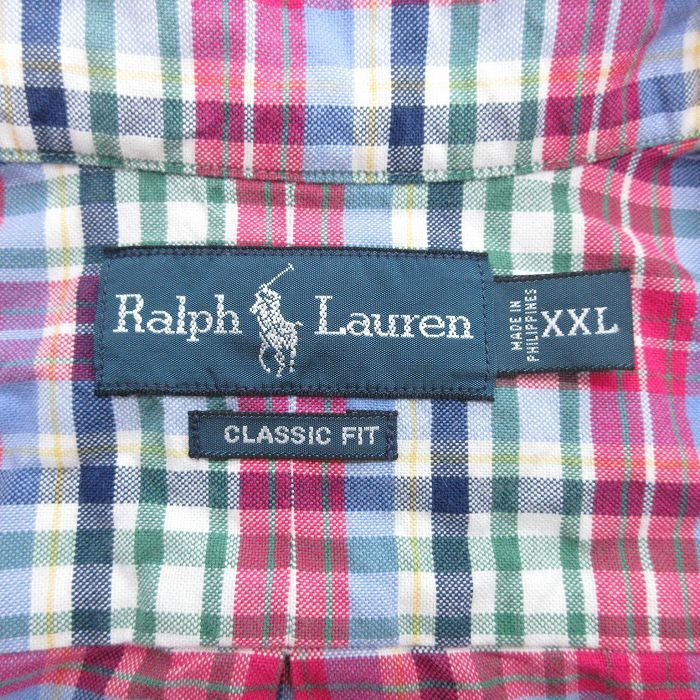 Ralph Lauren
MADE IN
PHILIPPINES
XXL
CLASSIC FIT